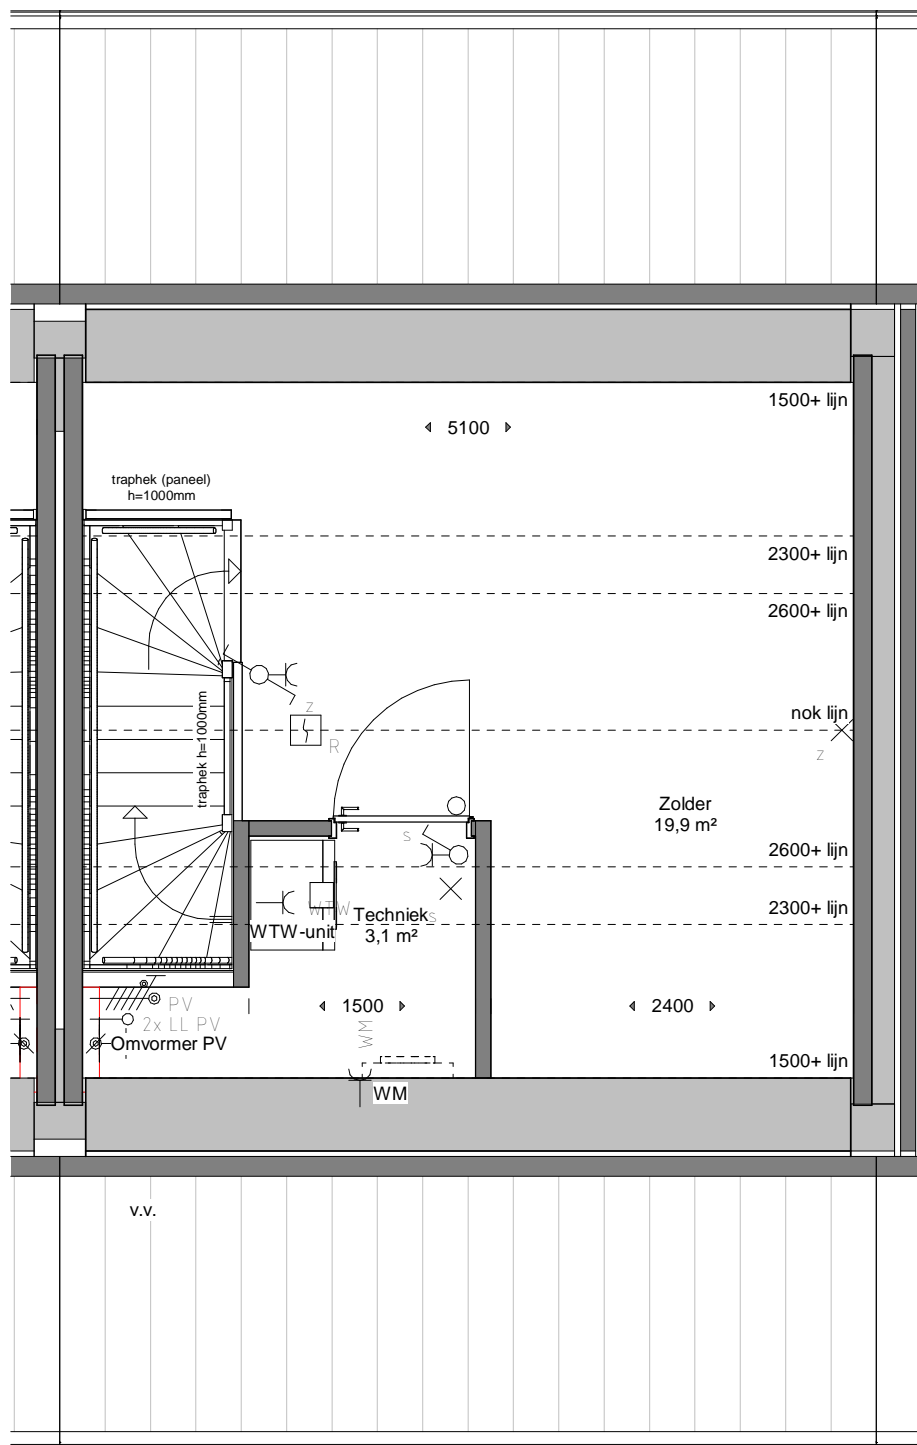 1500+ lijn
5100
traphek (paneel)
h=1000mm
2300+ lijn
2600+ lijn
z
nok lijn
R
z
traphek h=1000mm
Zolder
19,9 m²
s
2600+ lijn
WTW
Techniek
s
2300+ lijn
WTW-unit
3,1 m²
PV
1500
2400
2x LL PV
WM
Omvormer PV
1500+ lijn
WM
v.v.